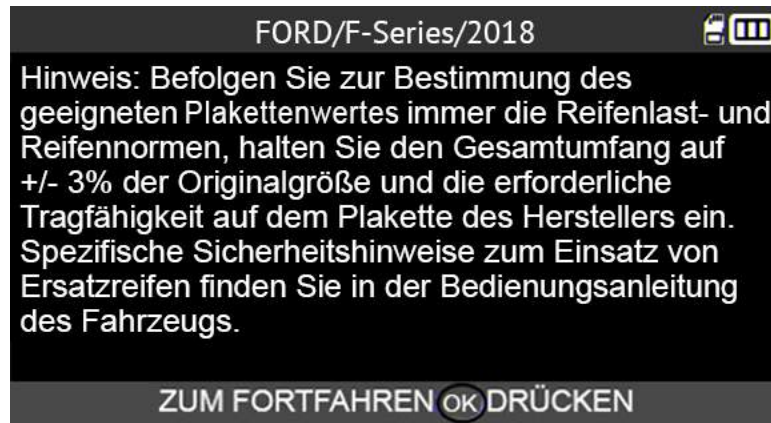 FORD/F-Series/2018
Hinweis: Befolgen Sie zur Bestimmung des
geeigneten Plakettenwertes immer die Reifenlast- und
Reifennormen, halten Sie den Gesamtumfang auf
+/- 3% der Originalgröße und die erforderliche
Tragfähigkeit auf dem Plakette des Herstellers ein.
Spezifische Sicherheitshinweise zum Einsatz von
Ersatzreifen finden Sie in der Bedienungsanleitung
des Fahrzeugs.
ZUM FORTFAHREN OK DRÜCKEN